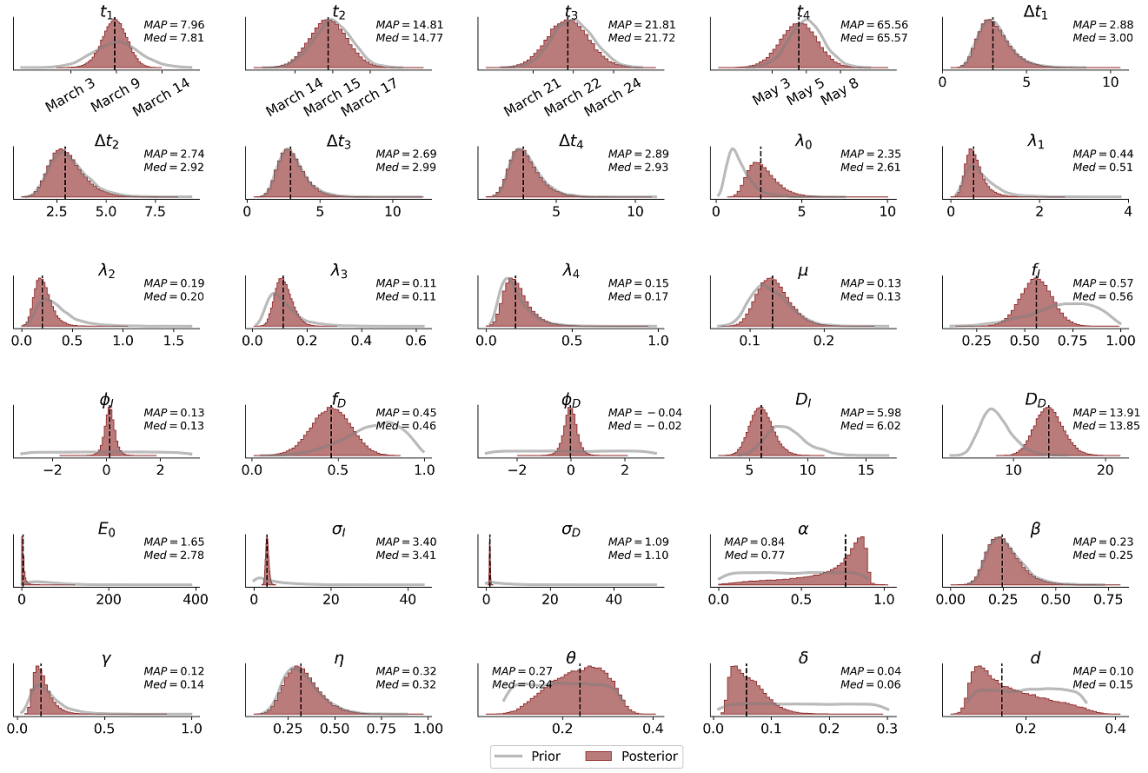 t₁
MAP = 7.96
Med = 7.81
March 3
March 9
March 14
t₂
MAP = 14.81
Med = 14.77
March 14
March 15
March 17
t₃
MAP = 21.81
Med = 21.72
March 21
March 22
March 24
t₄
MAP = 65.56
Med = 65.57
May 3
May 5
May 8
Δt₁
MAP = 2.88
Med = 3.00
0 5 10
Δt₂
MAP = 2.74
Med = 2.92
2.5 5.0 7.5
Δt₃
MAP = 2.69
Med = 2.99
0 5 10
Δt₄
MAP = 2.89
Med = 2.93
5 10
λ₀
MAP = 2.35
Med = 2.61
0 5 10
λ₁
MAP = 0.44
Med = 0.51
0 2 4
λ₂
MAP = 0.19
Med = 0.20
0.0 0.5 1.0 1.5
λ₃
MAP = 0.11
Med = 0.11
0.0 0.2 0.4 0.6
λ₄
MAP = 0.15
Med = 0.17
0.0 0.5 1.0
μ
MAP = 0.13
Med = 0.13
0.1 0.2
f_I
MAP = 0.57
Med = 0.56
0.25 0.50 0.75 1.00
ϕ_I
MAP = 0.13
Med = 0.13
−2 0 2
f_D
MAP = 0.45
Med = 0.46
0.5 1.0
ϕ_D
MAP = − 0.04
Med = − 0.02
−2 0 2
D_I
MAP = 5.98
Med = 6.02
5 10 15
D_D
MAP = 13.91
Med = 13.85
10 20
E₀
MAP = 1.65
Med = 2.78
0 200 400
σ_I
MAP = 3.40
Med = 3.41
0 20 40
σ_D
MAP = 1.09
Med = 1.10
0 20 40
α
MAP = 0.84
Med = 0.77
0.0 0.5 1.0
β
MAP = 0.23
Med = 0.25
0.00 0.25 0.50 0.75
γ
MAP = 0.12
Med = 0.14
0.0 0.5 1.0
η
MAP = 0.32
Med = 0.32
0.00 0.25 0.50 0.75 1.00
θ
MAP = 0.27
Med = 0.24
0.0 0.2 0.4
δ
MAP = 0.04
Med = 0.06
0.0 0.1 0.2 0.3
d
MAP = 0.10
Med = 0.15
0.2 0.4
Prior
Posterior